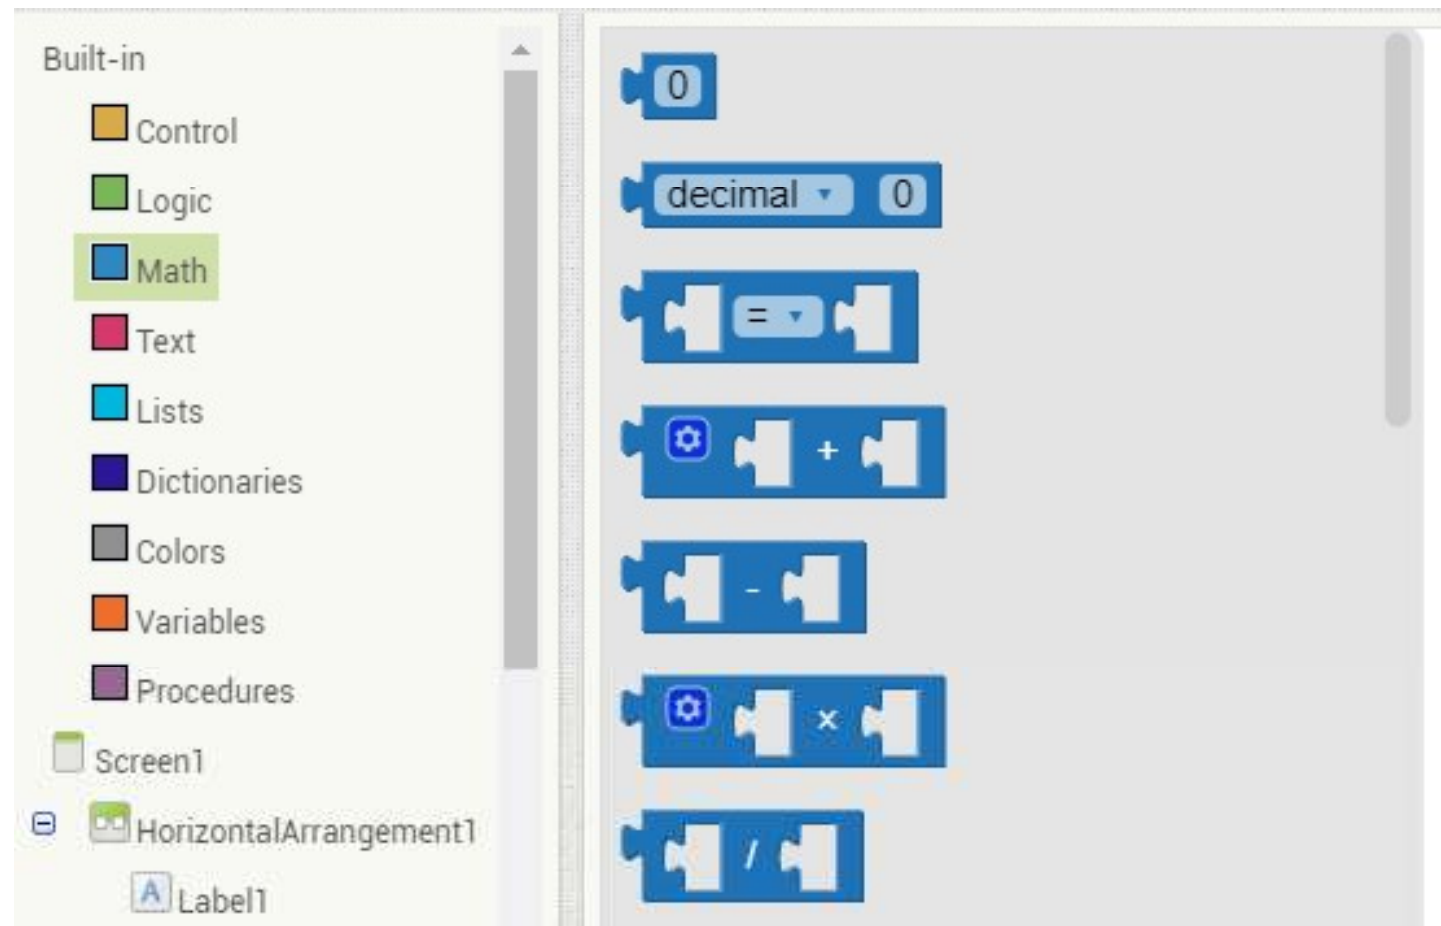 Built-in
Control
Logic
Math
Text
Lists
Dictionaries
Colors
Variables
Procedures
Screen1
HorizontalArrangement1
A Label1
0
decimal 0
=
+
-
×
/